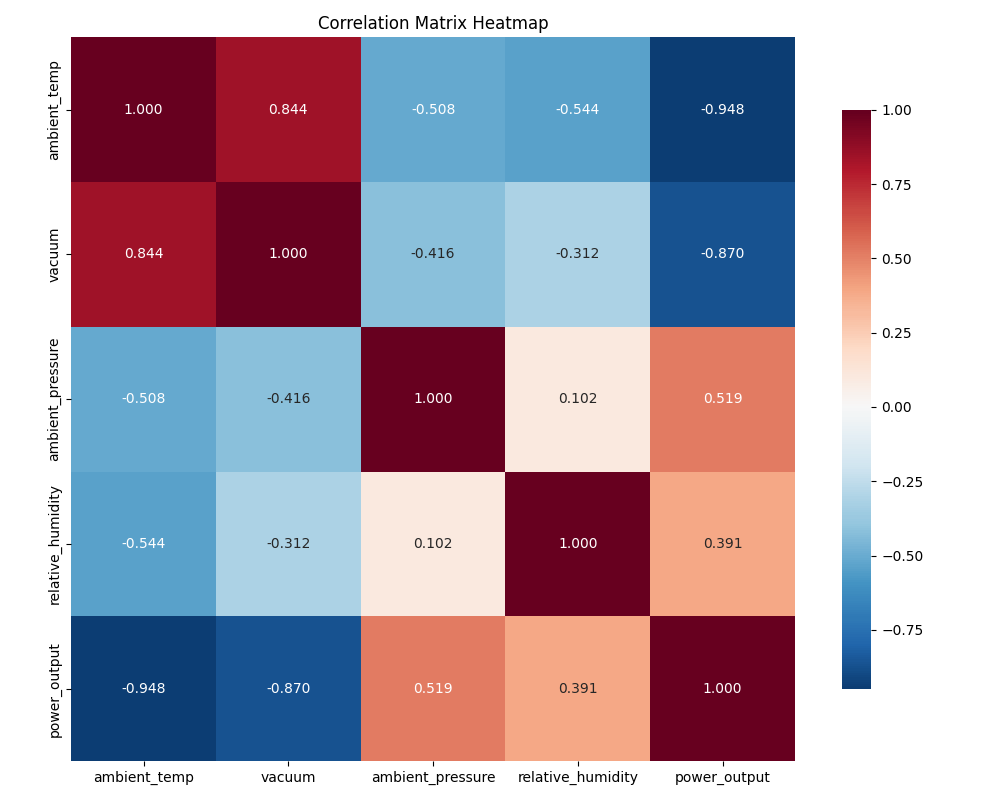 Correlation Matrix Heatmap
ambient_temp
1.000 0.844 -0.508 -0.544 -0.948
vacuum
0.844 1.000 -0.416 -0.312 -0.870
ambient_pressure
-0.508 -0.416 1.000 0.102 0.519
relative_humidity
-0.544 -0.312 0.102 1.000 0.391
power_output
-0.948 -0.870 0.519 0.391 1.000
ambient_temp vacuum ambient_pressure relative_humidity power_output
1.00
0.75
0.50
0.25
0.00
−0.25
−0.50
−0.75